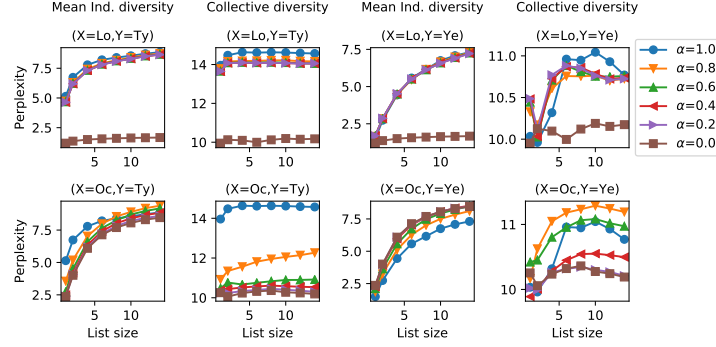 Mean Ind. diversity Collective diversity Mean Ind. diversity Collective diversity
(X=Lo,Y=Ty) (X=Lo,Y=Ty) (X=Lo,Y=Ye) (X=Lo,Y=Ye)
Perplexity
7.5
5.0
2.5
5 10
14
12
10
5 10
7.5
5.0
2.5
5 10
11.0
10.5
10.0
5 10
α=1.0
α=0.8
α=0.6
α=0.4
α=0.2
α=0.0
(X=Oc,Y=Ty) (X=Oc,Y=Ty) (X=Oc,Y=Ye) (X=Oc,Y=Ye)
Perplexity
7.5
5.0
2.5
5 10
14
12
10
5 10
7.5
5.0
2.5
5 10
11
10
5 10
List size List size List size List size